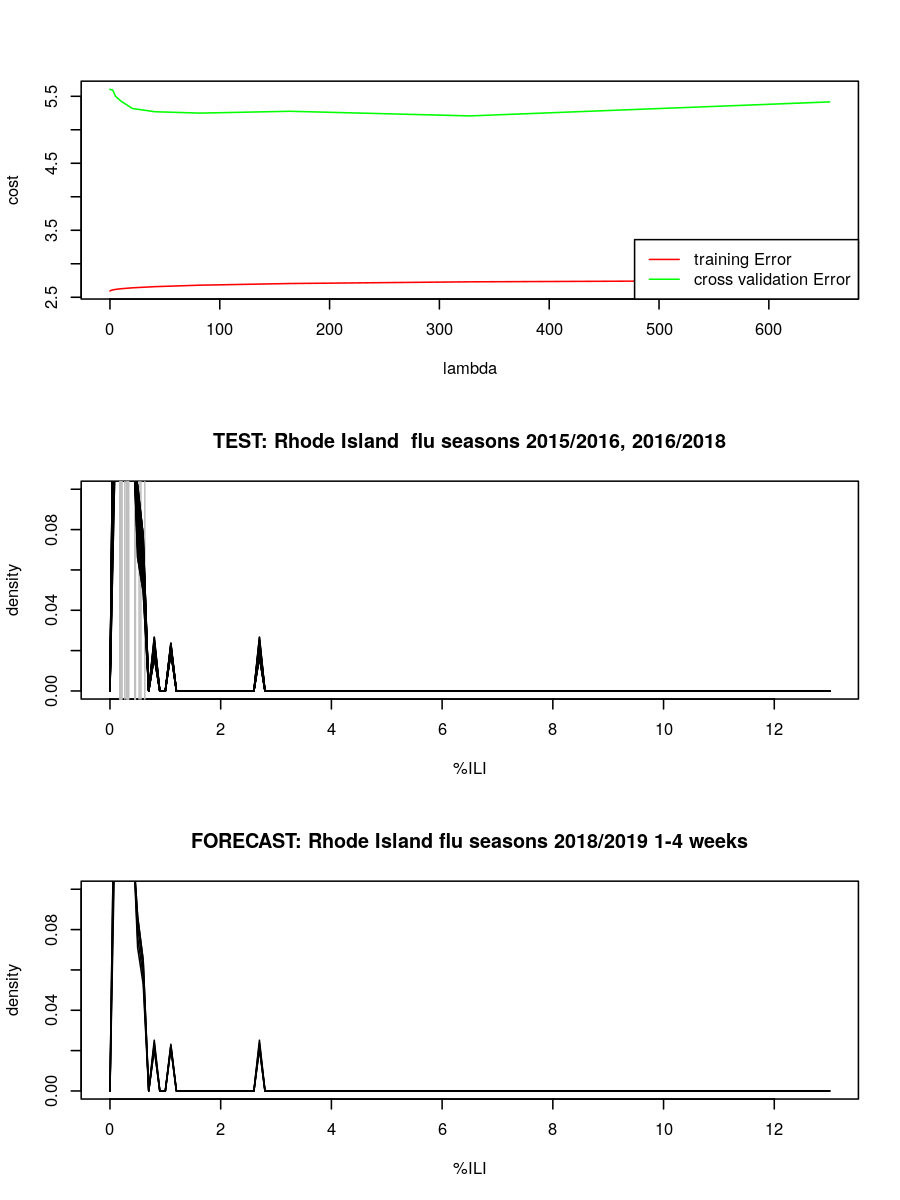 5.5
4.5
3.5
2.5
cost
training Error
cross validation Error
0 100 200 300 400 500 600
lambda
TEST: Rhode Island  flu seasons 2015/2016, 2016/2018
0.08
0.04
0.00
density
0 2 4 6 8 10 12
%ILI
FORECAST: Rhode Island flu seasons 2018/2019 1-4 weeks
0.08
0.04
0.00
density
0 2 4 6 8 10 12
%ILI